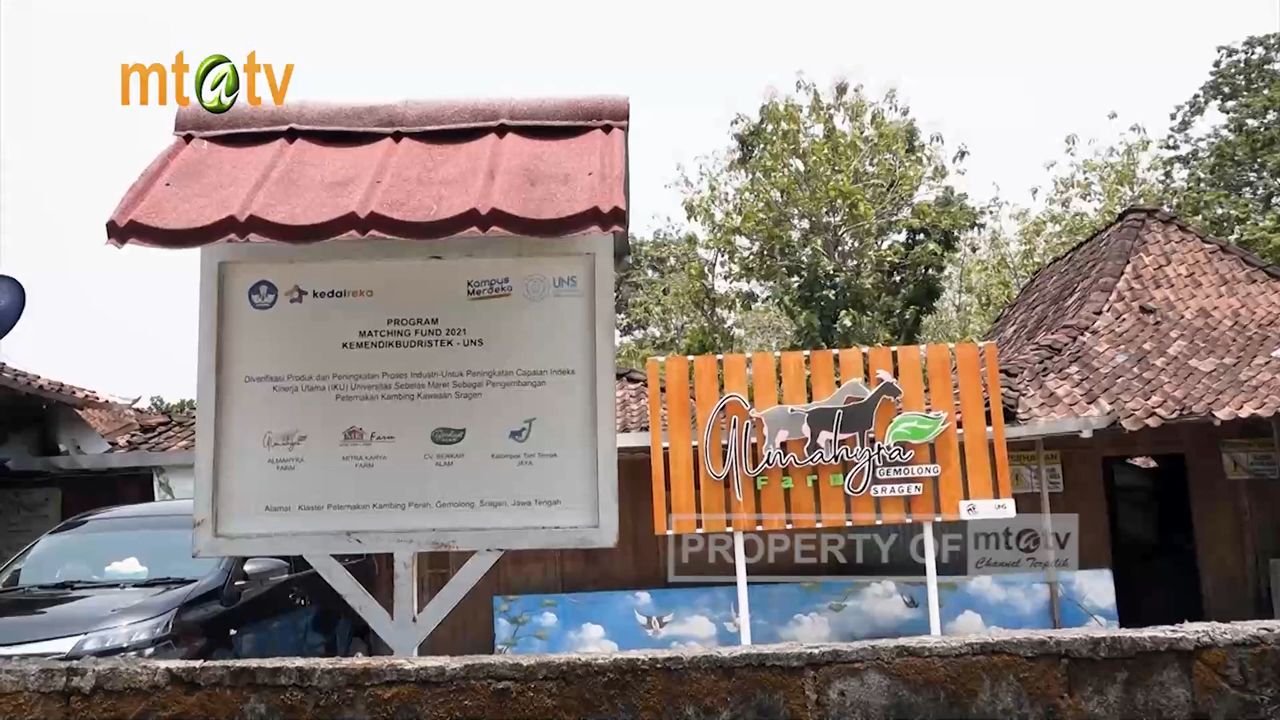 mt@tv
kedaireka
Kampus
Merdeka
UNS
PROGRAM
MATCHING FUND 2021
KEMENDIKBUDRISTEK - UNS
Diversifikasi Produk dan Peningkatan Proses Industri Untuk Peningkatan Capaian Indeks
Kinerja Utama (IKU) Universitas Sebelas Maret Sebagai Pengembangan
Peternakan Kambing Kawasan Sragen
Almahyra
Farm
ALMAHYRA
FARM
MITRA KARYA
FARM
CV. BERKAH
ALAM
Kelompok Tani Ternak
JAYA
Alamat : Klaster Peternakan Kambing Perah, Gemolong, Sragen, Jawa Tengah
Almahyra
Farm
GEMOLONG
SRAGEN
UNS
PROPERTY OF mt@tv
Channel Terpilih